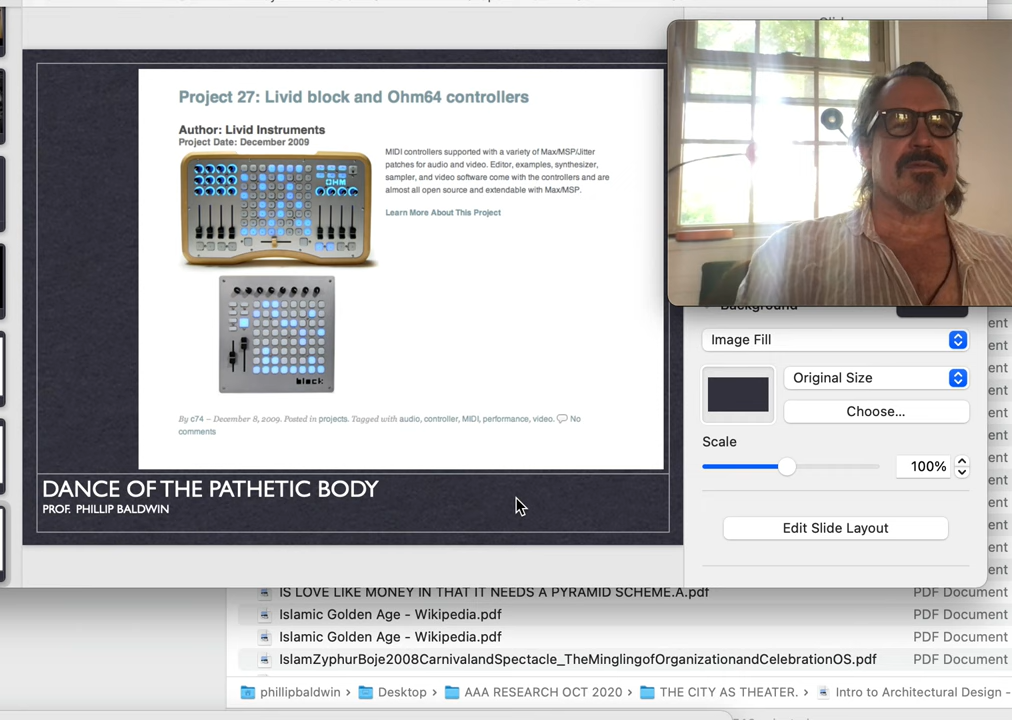 Project 27: Livid block and Ohm64 controllers
Author: Livid Instruments
Project Date: December 2009
MIDI controllers supported with a variety of Max/MSP/Jitter
patches for audio and video. Editor, examples, synthesizer,
sampler, and video software come with the controllers and are
almost all open source and extendable with Max/MSP.
Learn More About This Project
OHM
block
By c74 – December 8, 2009. Posted in projects. Tagged with audio, controller, MIDI, performance, video. No
comments
DANCE OF THE PATHETIC BODY
PROF. PHILLIP BALDWIN
Background
Image Fill
Original Size
Choose...
Scale
100%
Edit Slide Layout
IS LOVE LIKE MONEY IN THAT IT NEEDS A PYRAMID SCHEME.A.pdf PDF Document
Islamic Golden Age - Wikipedia.pdf PDF Document
Islamic Golden Age - Wikipedia.pdf PDF Document
IslamZyphurBoje2008CarnivalandSpectacle_TheMinglingofOrganizationandCelebrationOS.pdf PDF Document
phillipbaldwin › Desktop › AAA RESEARCH OCT 2020 › THE CITY AS THEATER. › Intro to Architectural Design -